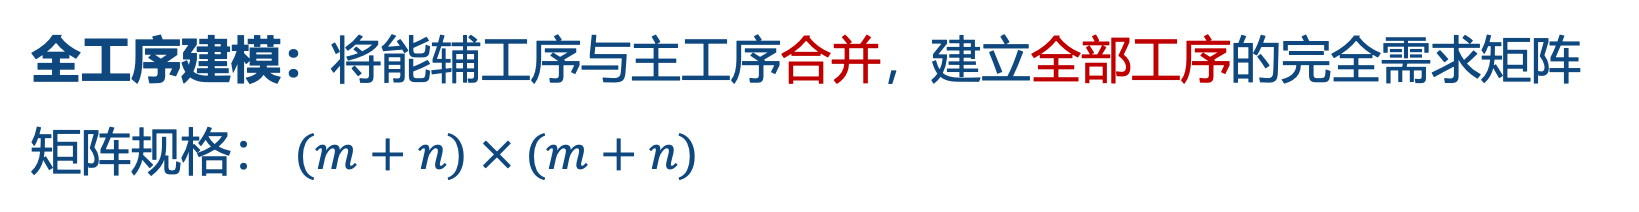 全工序建模：将能辅工序与主工序合并，建立全部工序的完全需求矩阵
矩阵规格： (m + n) × (m + n)